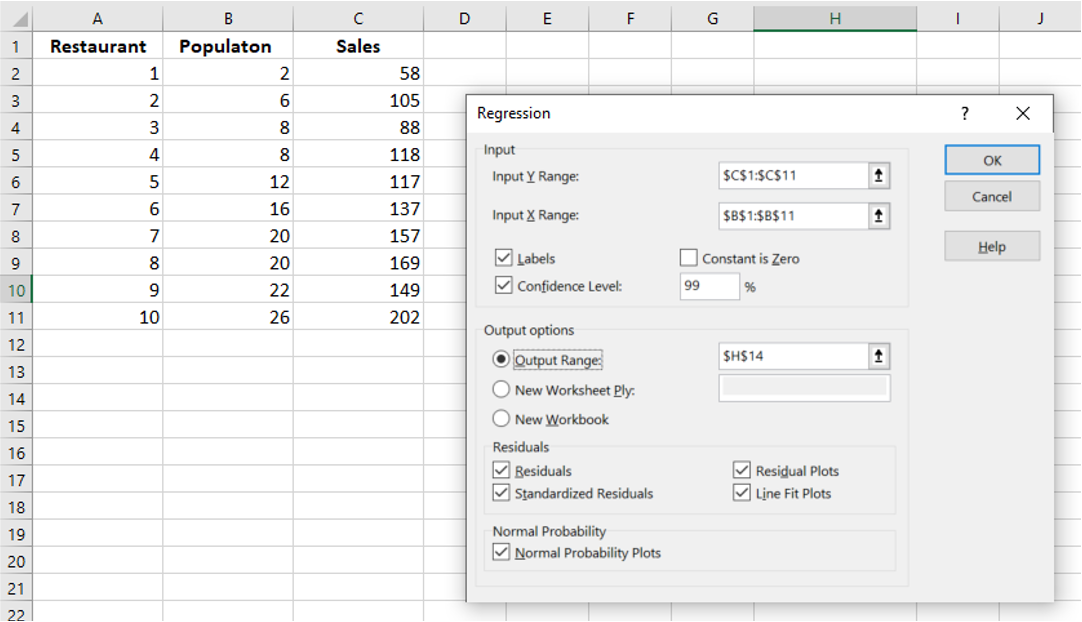 A B C D E F G H I J
1 Restaurant Populaton Sales
2 1 2 58
3 2 6 105
4 3 8 88
5 4 8 118
6 5 12 117
7 6 16 137
8 7 20 157
9 8 20 169
10 9 22 149
11 10 26 202
12
13
14
15
16
17
18
19
20
21
22
Regression ?
Input
Input Y Range: $C$1:$C$11
Input X Range: $B$1:$B$11
Labels Constant is Zero
Confidence Level: 99 %
OK
Cancel
Help
Output options
Output Range: $H$14
New Worksheet Ply:
New Workbook
Residuals
Residuals Residual Plots
Standardized Residuals Line Fit Plots
Normal Probability
Normal Probability Plots